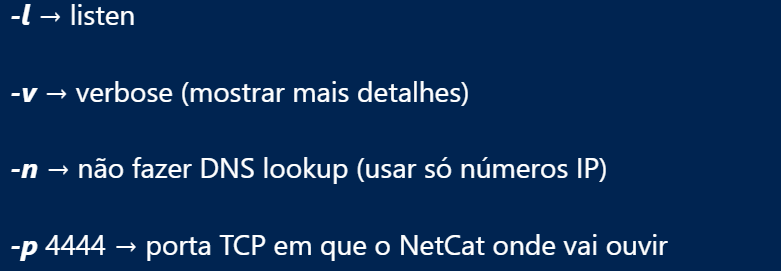 -l → listen
-v → verbose (mostrar mais detalhes)
-n → não fazer DNS lookup (usar só números IP)
-p 4444 → porta TCP em que o NetCat onde vai ouvir